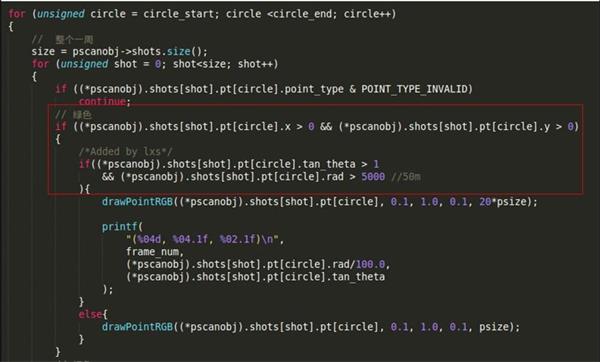 for (unsigned circle = circle_start; circle <circle_end; circle++)
{
// 整个一周
size = pscanobj->shots.size();
for (unsigned shot = 0; shot<size; shot++)
{
if ((*pscanobj).shots[shot].pt[circle].point_type & POINT_TYPE_INVALID)
continue;
// 绿色
if ((*pscanobj).shots[shot].pt[circle].x > 0 && (*pscanobj).shots[shot].pt[circle].y > 0)
{
/*Added by lxs*/
if((*pscanobj).shots[shot].pt[circle].tan_theta > 1
&& (*pscanobj).shots[shot].pt[circle].rad > 5000 //50m
){
drawPointRGB((*pscanobj).shots[shot].pt[circle], 0.1, 1.0, 0.1, 20*psize);
printf(
"(%04d, %04.1f, %02.1f)\n",
frame_num,
(*pscanobj).shots[shot].pt[circle].rad/100.0,
(*pscanobj).shots[shot].pt[circle].tan_theta
);
}
else{
drawPointRGB((*pscanobj).shots[shot].pt[circle], 0.1, 1.0, 0.1, psize);
}
}